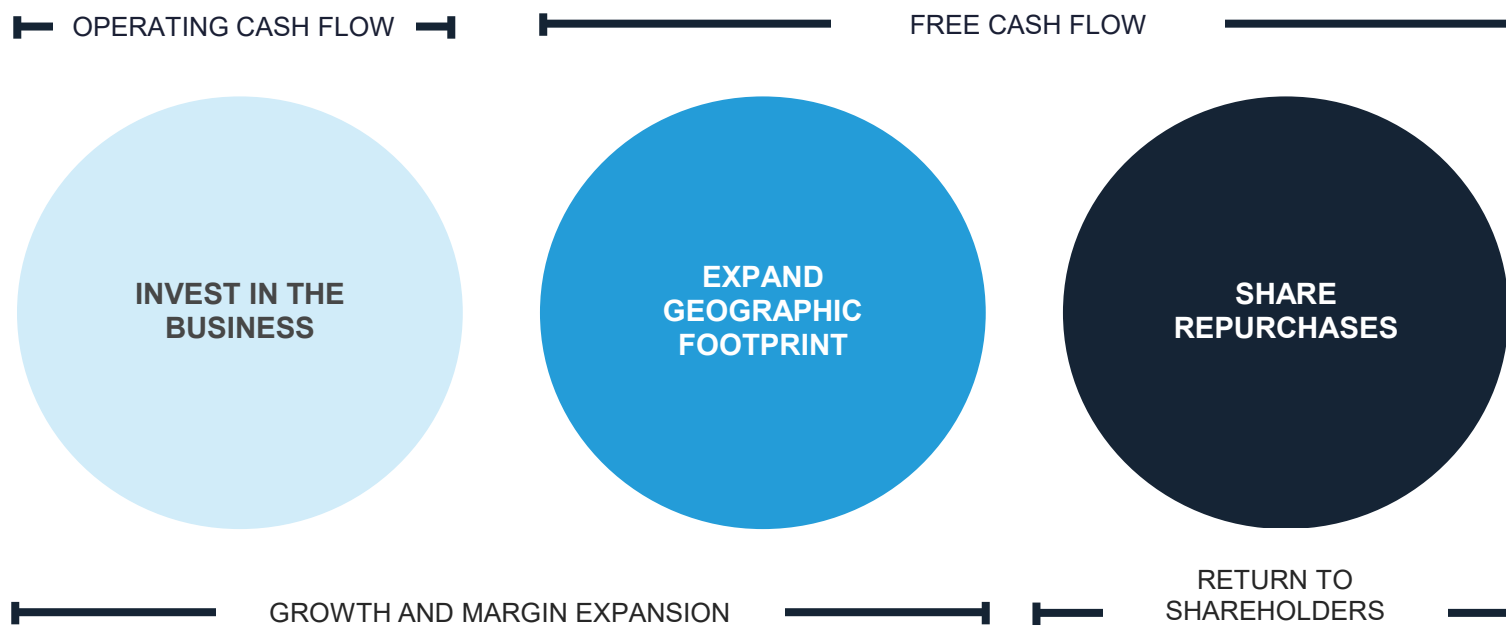 OPERATING CASH FLOW
FREE CASH FLOW
INVEST IN THE
BUSINESS
EXPAND
GEOGRAPHIC
FOOTPRINT
SHARE
REPURCHASES
GROWTH AND MARGIN EXPANSION
RETURN TO
SHAREHOLDERS